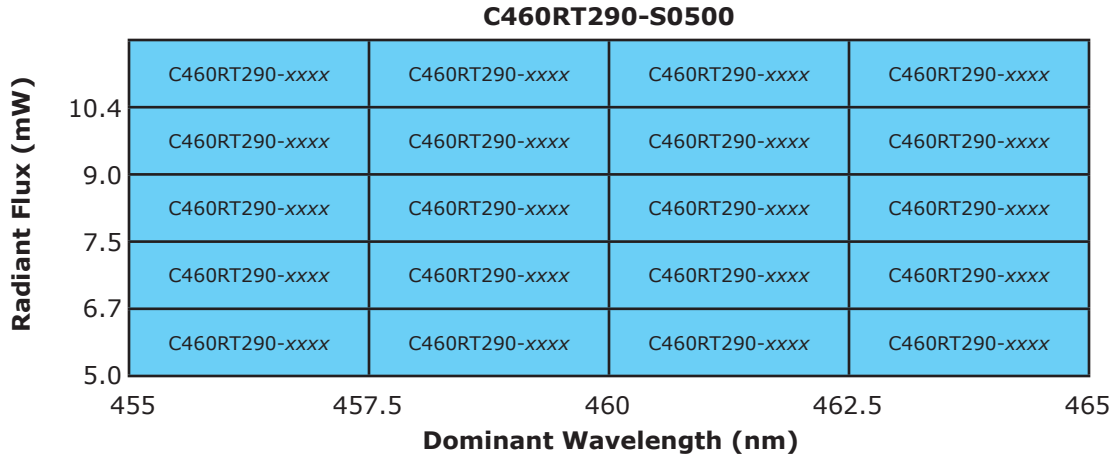 C460RT290-S0500
C460RT290-xxxx C460RT290-xxxx C460RT290-xxxx C460RT290-xxxx
10.4
C460RT290-xxxx C460RT290-xxxx C460RT290-xxxx C460RT290-xxxx
9.0
C460RT290-xxxx C460RT290-xxxx C460RT290-xxxx C460RT290-xxxx
7.5
C460RT290-xxxx C460RT290-xxxx C460RT290-xxxx C460RT290-xxxx
6.7
C460RT290-xxxx C460RT290-xxxx C460RT290-xxxx C460RT290-xxxx
5.0
Radiant Flux (mW)
455 457.5 460 462.5 465
Dominant Wavelength (nm)